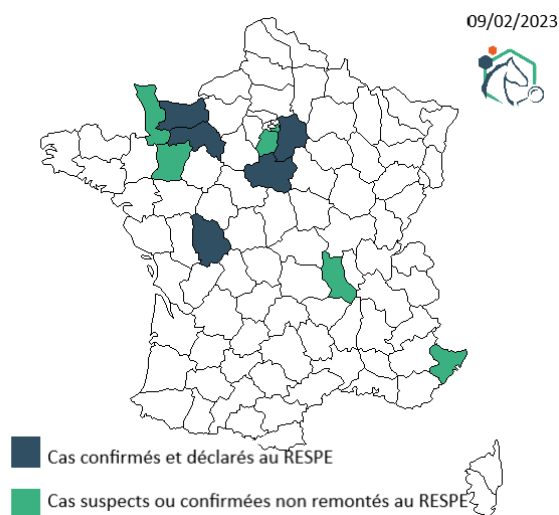 09/02/2023
Cas confirmés et déclarés au RESPE
Cas suspects ou confirmées non remontés au RESPE